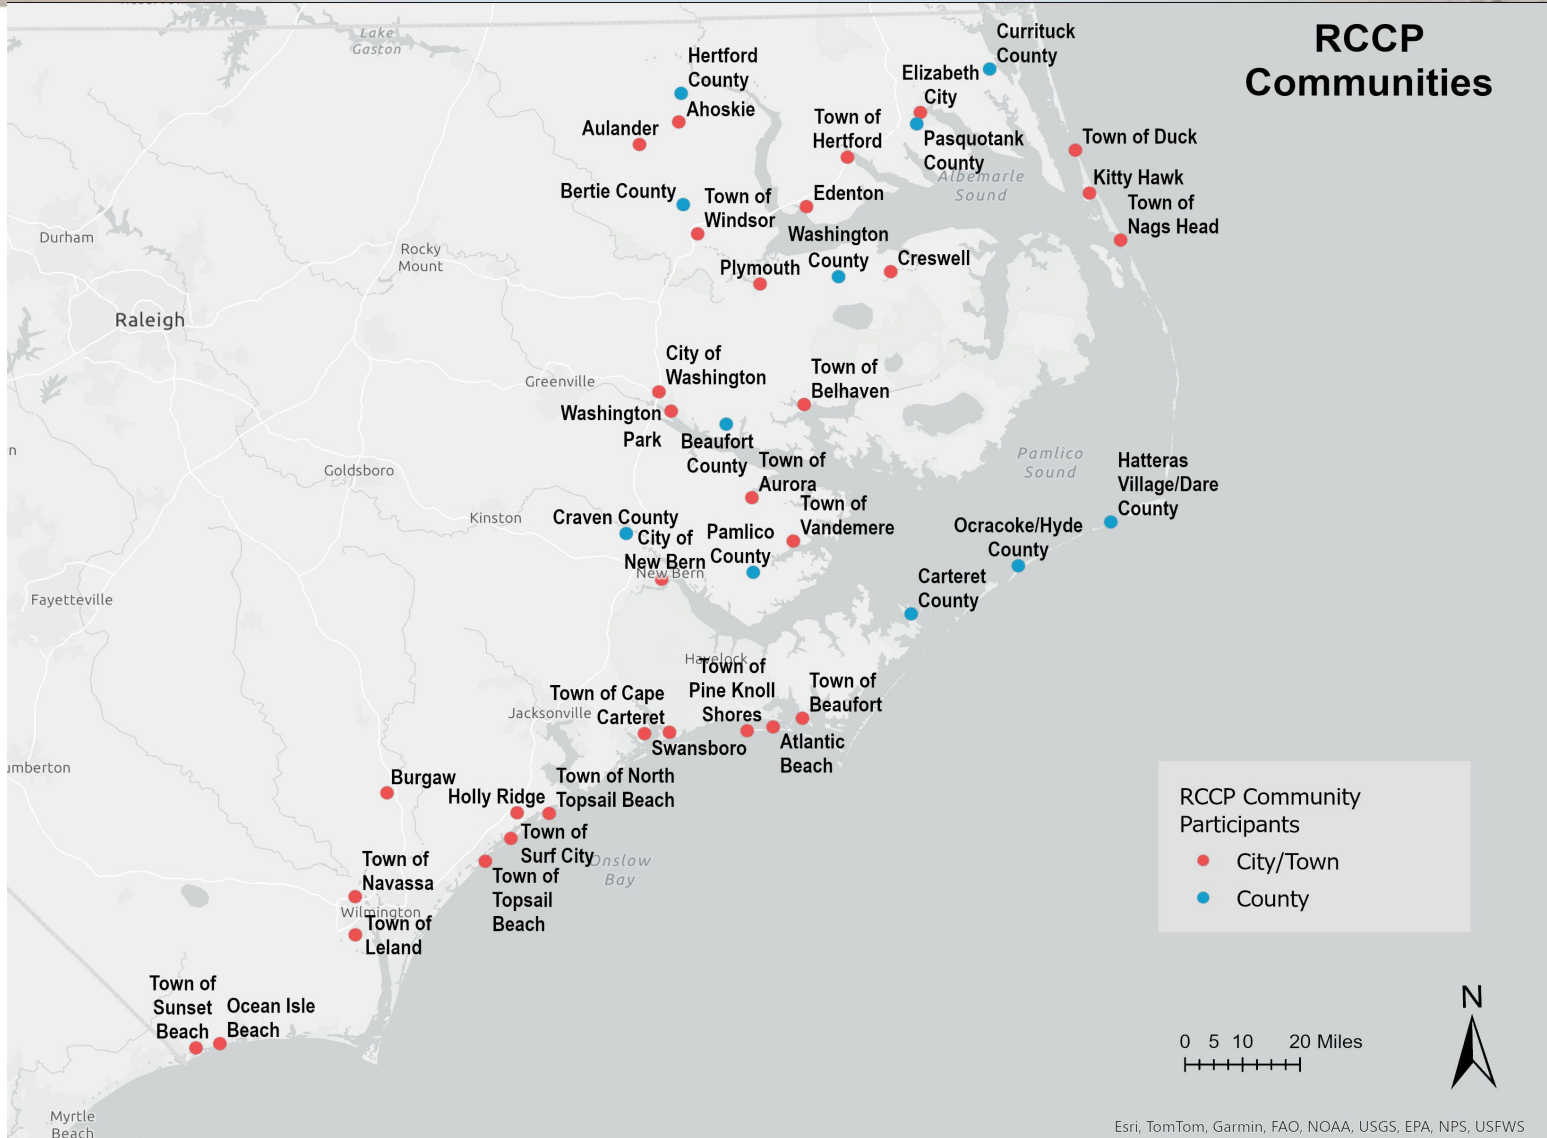 RCCP
Communities
Lake
Gaston
Currituck
County
Hertford
County
Elizabeth
City
Ahoskie
Aulander
Town of
Hertford
Pasquotank
County
Town of Duck
Albemarle
Sound
Kitty Hawk
Bertie County
Town of
Windsor
Edenton
Town of
Nags Head
Durham
Rocky
Mount
Washington
County
Creswell
Plymouth
Raleigh
City of
Washington
Greenville
Town of
Belhaven
Washington
Park
Beaufort
County
n
Goldsboro
Town of
Aurora
Pamlico
Sound
Hatteras
Village/Dare
County
Kinston
Craven County
City of
New Bern
New Bern
Pamlico
County
Town of
Vandemere
Ocracoke/Hyde
County
Carteret
County
Fayetteville
Havelock
Town of
Pine Knoll
Shores
Town of
Beaufort
Town of Cape
Carteret
Jacksonville
Swansboro
Atlantic
Beach
umberton
Burgaw
Holly Ridge
Town of North
Topsail Beach
Town of
Surf City
Onslow
Bay
Town of
Topsail
Beach
Town of
Navassa
Wilmington
Town of
Leland
Town of
Sunset
Beach
Ocean Isle
Beach
Myrtle
Beach
RCCP Community
Participants
City/Town
County
N
0 5 10 20 Miles
Esri, TomTom, Garmin, FAO, NOAA, USGS, EPA, NPS, USFWS